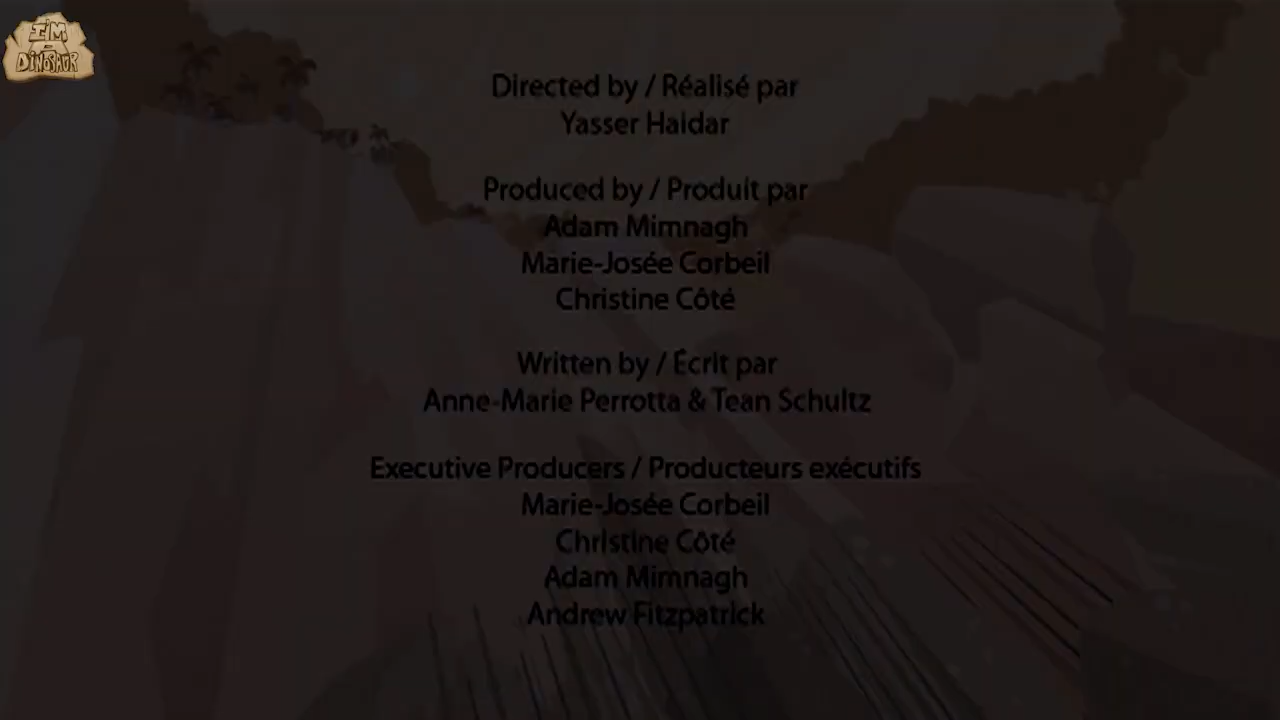 I'M
A
DINOSAUR
Directed by / Réalisé par
Yasser Haidar
Produced by / Produit par
Adam Mimnagh
Marie-Josée Corbeil
Christine Côté
Written by / Écrit par
Anne-Marie Perrotta & Tean Schultz
Executive Producers / Producteurs exécutifs
Marie-Josée Corbeil
Christine Côté
Adam Mimnagh
Andrew Fitzpatrick